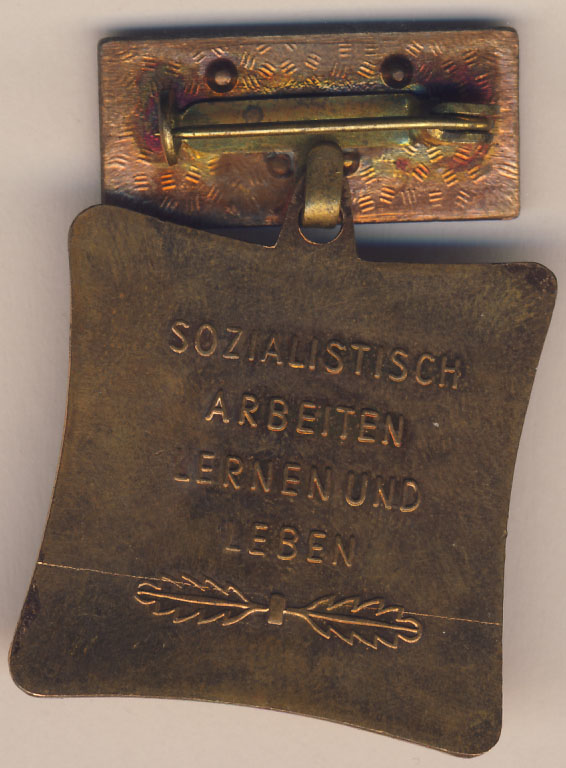 SOZIALISTISCH
ARBEITEN
LERNEN UND
LEBEN